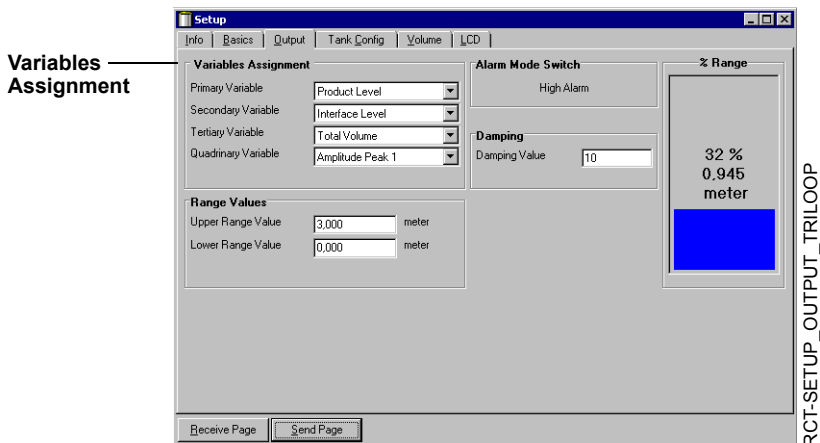 Setup
Info Basics Output Tank Config Volume LCD
Variables Assignment
Variables Assignment
Primary Variable Product Level
Secondary Variable Interface Level
Tertiary Variable Total Volume
Quadrinary Variable Amplitude Peak 1
Range Values
Upper Range Value 3,000 meter
Lower Range Value 0,000 meter
Alarm Mode Switch
High Alarm
Damping
Damping Value 10
% Range
32 %
0,945
meter
Receive Page Send Page
RCT-SETUP_OUTPUT_TRILOOP